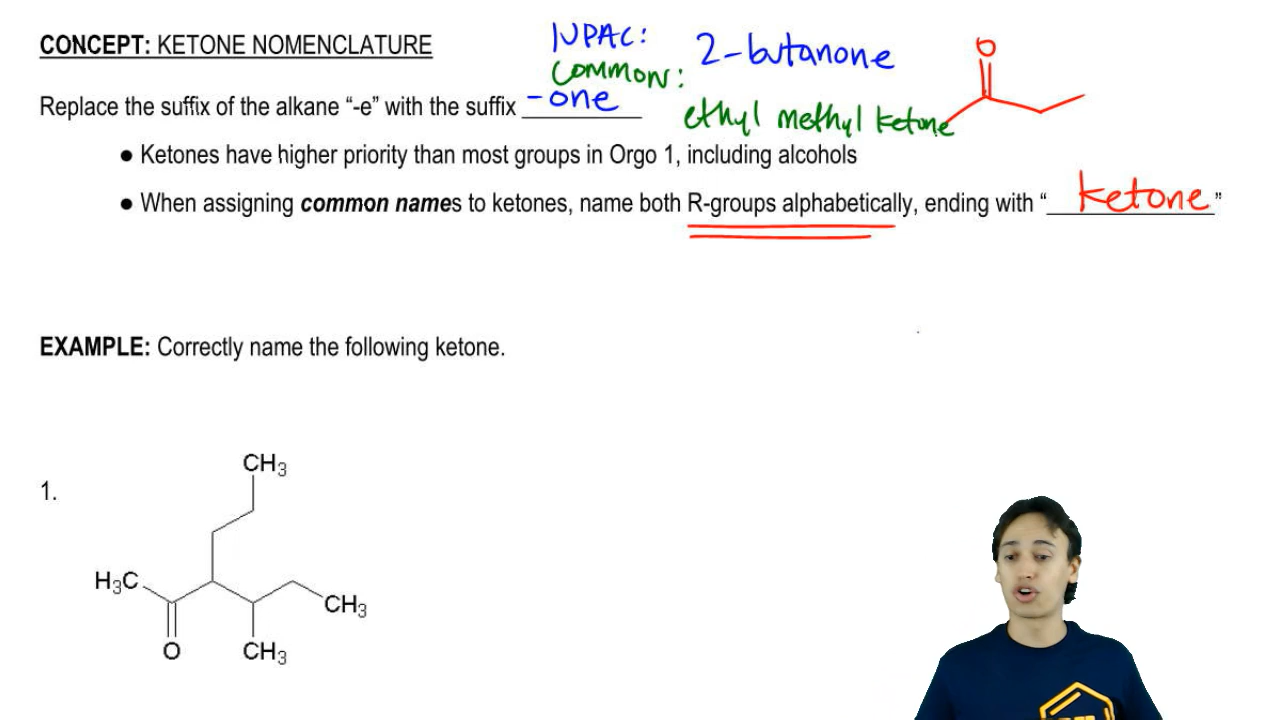 CONCEPT: KETONE NOMENCLATURE
IUPAC: 2-butanone
common: ethyl methyl ketone
O
Replace the suffix of the alkane “-e” with the suffix -one
● Ketones have higher priority than most groups in Orgo 1, including alcohols
● When assigning common names to ketones, name both R-groups alphabetically, ending with “ketone”
EXAMPLE: Correctly name the following ketone.
1.
CH3
H3C
CH3
O
CH3